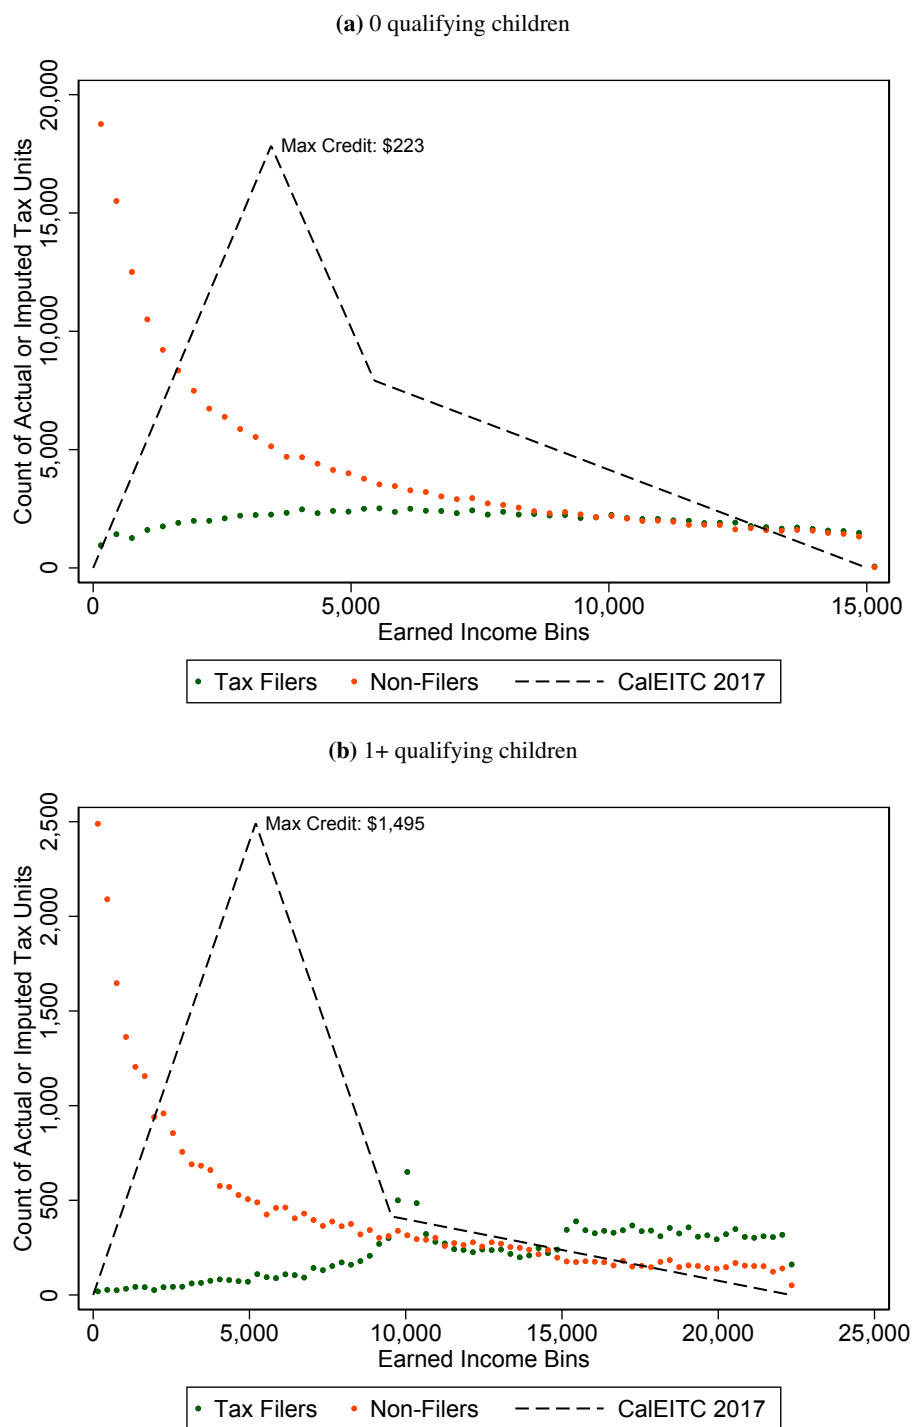 (a) 0 qualifying children
Count of Actual or Imputed Tax Units
20,000
15,000
10,000
5,000
0
Max Credit: $223
0 5,000 10,000 15,000
Earned Income Bins
Tax Filers Non-Filers CalEITC 2017
(b) 1+ qualifying children
Count of Actual or Imputed Tax Units
2,500
2,000
1,500
1,000
500
0
Max Credit: $1,495
0 5,000 10,000 15,000 20,000 25,000
Earned Income Bins
Tax Filers Non-Filers CalEITC 2017